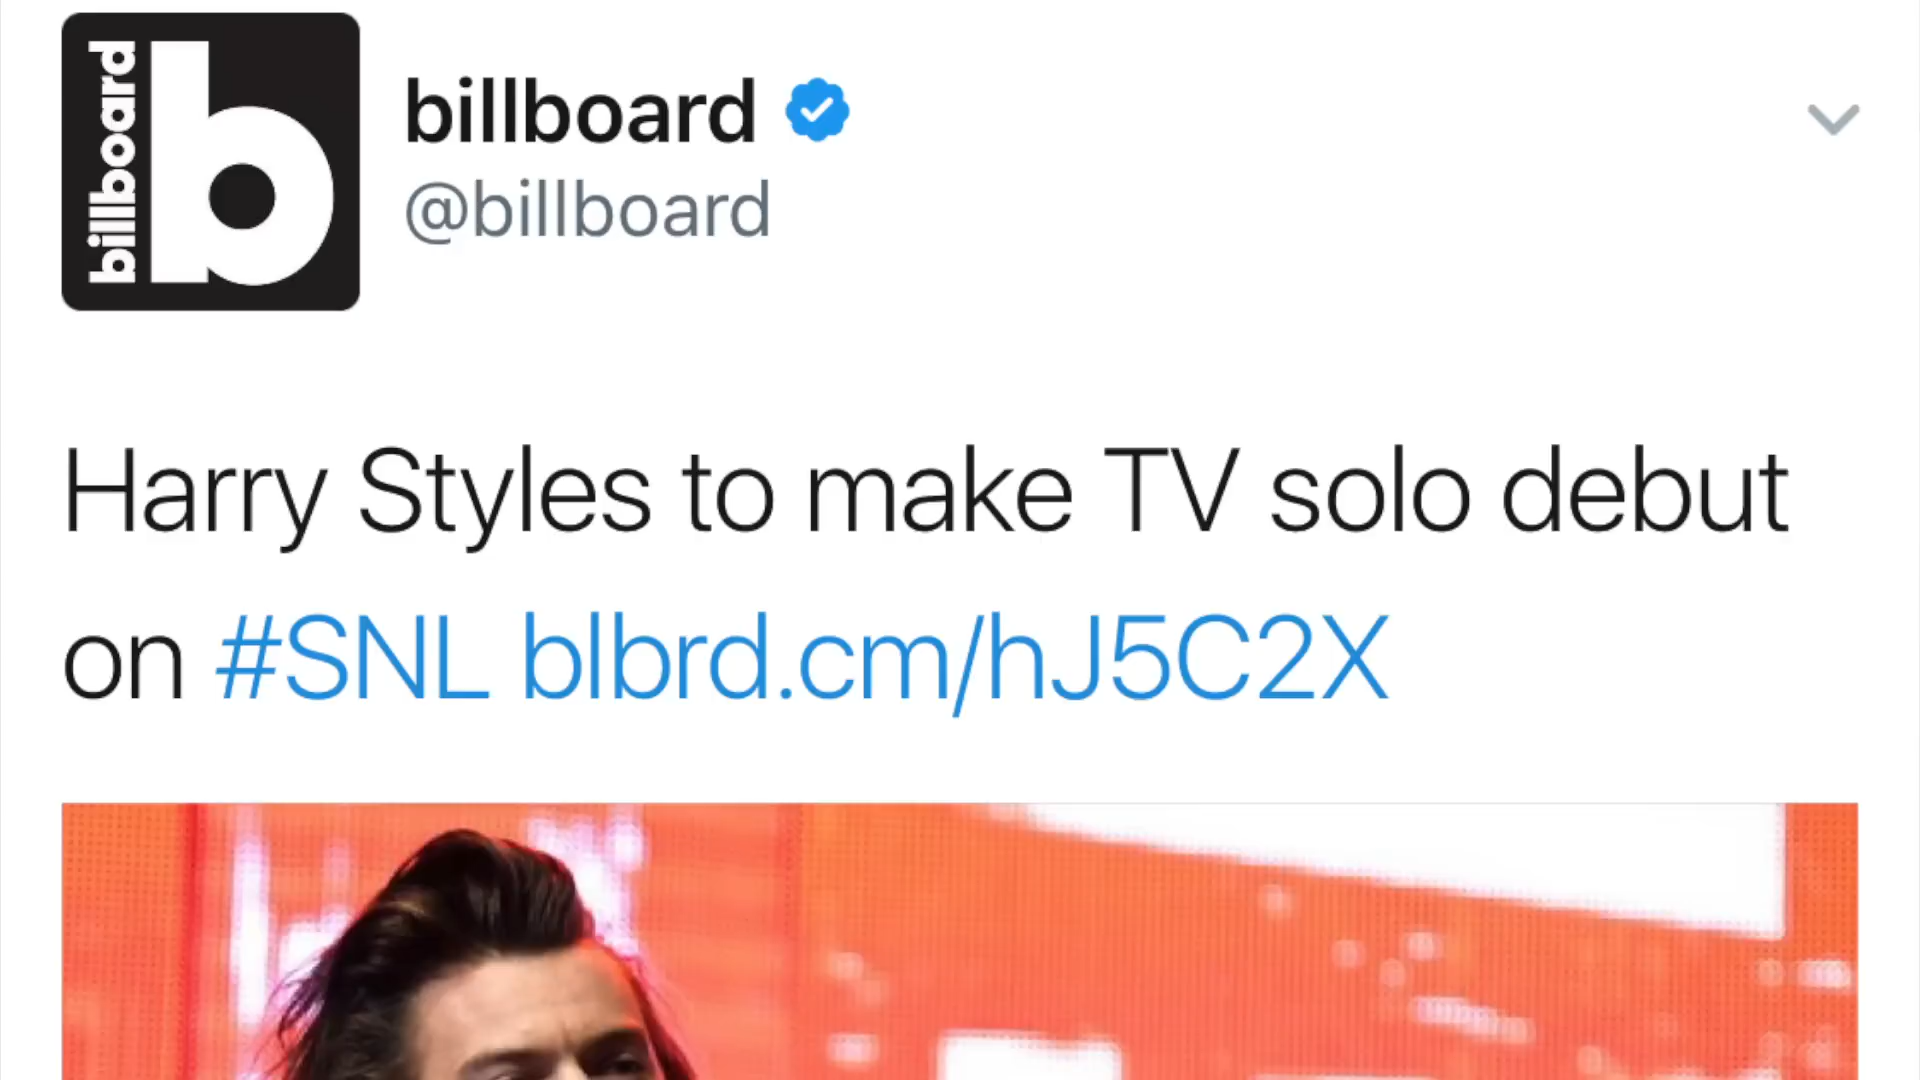 billboard
billboard
@billboard
Harry Styles to make TV solo debut
on #SNL blbrd.cm/hJ5C2X